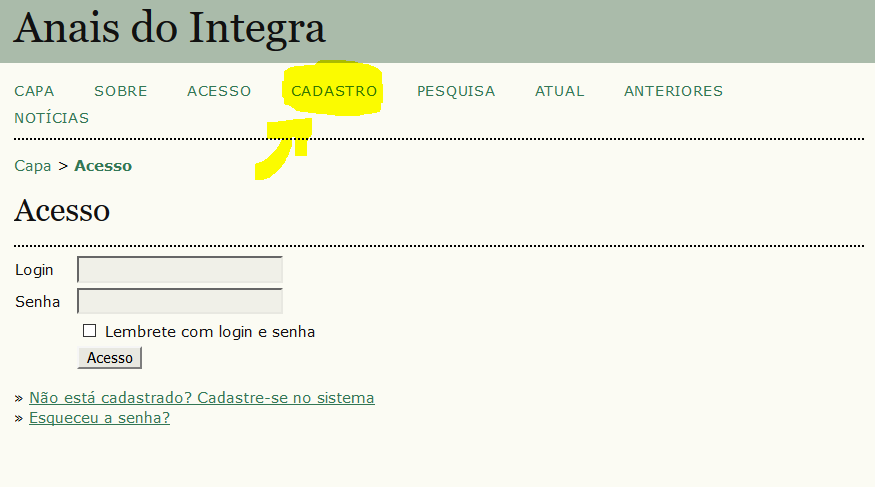 Anais do Integra
CAPA SOBRE ACESSO CADASTRO PESQUISA ATUAL ANTERIORES
NOTÍCIAS
Capa > Acesso
Acesso
Login
Senha
Lembrete com login e senha
Acesso
» Não está cadastrado? Cadastre-se no sistema
» Esqueceu a senha?